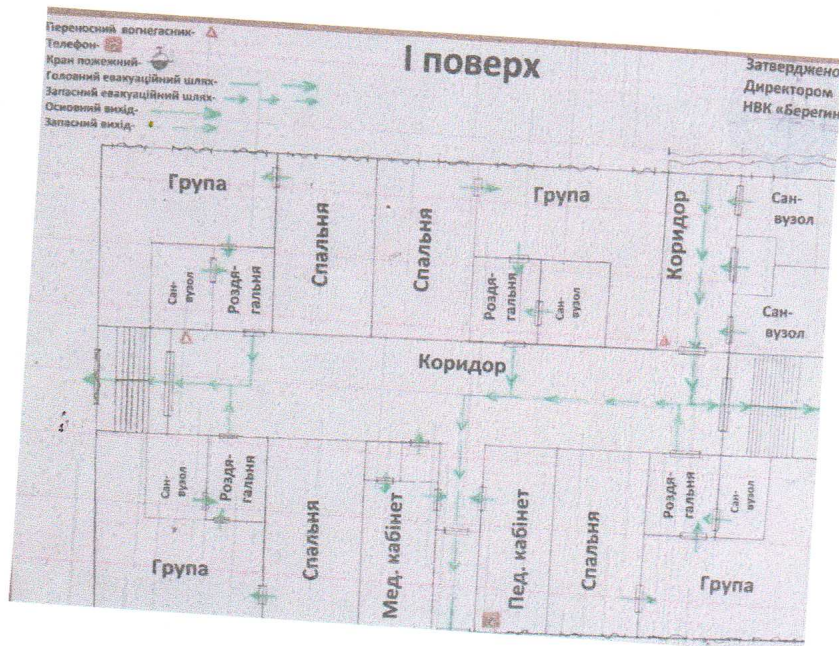 Переносний вогнегасник-
Телефон-
Кран пожежний-
Головний евакуаційний шлях-
Запасний евакуаційний шлях-
Основний вихід-
Запасний вихід-
І поверх
Затверджено
Директором
НВК «Берегин
Група
Спальня
Спальня
Група
Коридор
Сан-
вузол
Сан-
вузол
Роздя-
гальня
Роздя-
гальня
Сан-
вузол
Сан-
вузол
Коридор
Сан-
вузол
Роздя-
гальня
Спальня
Мед. кабінет
Пед. кабінет
Спальня
Роздя-
гальня
Сан-
вузол
Група
Група